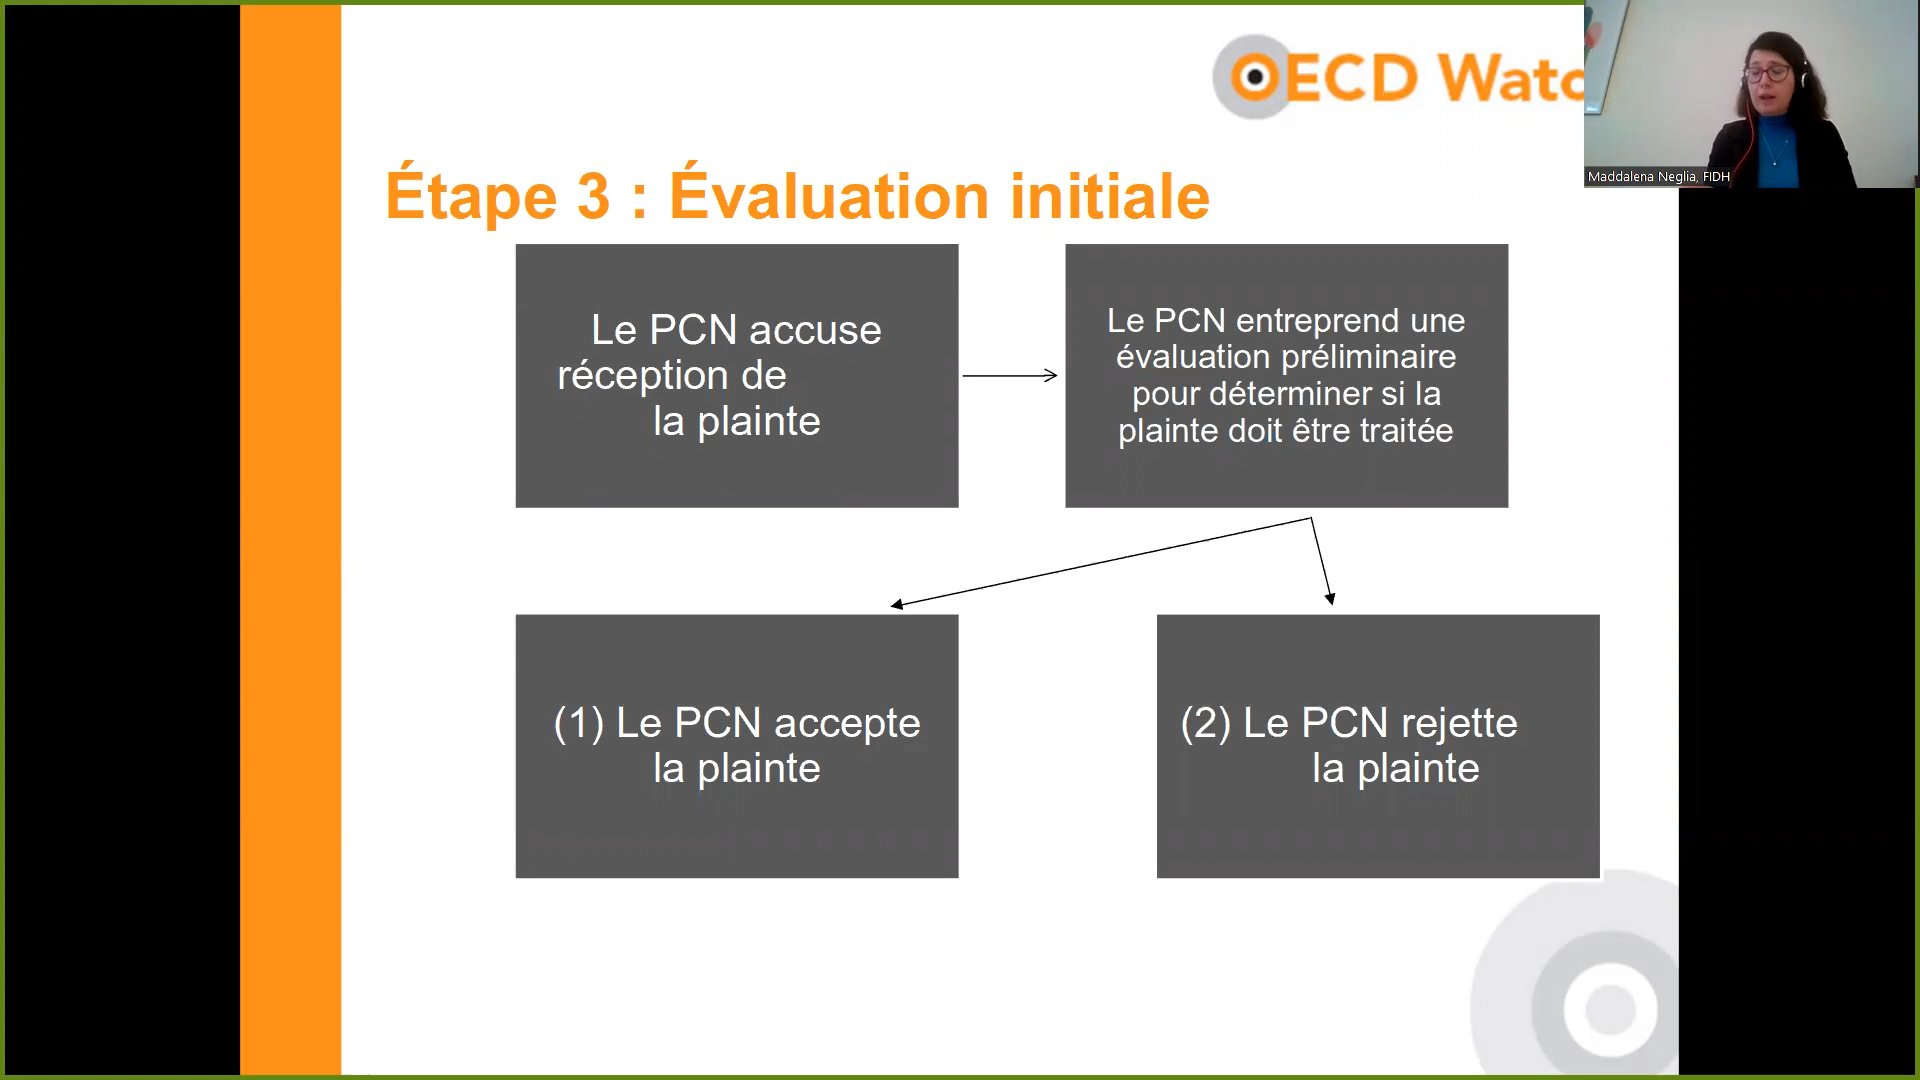 OECD Watc
Maddalena Neglia, FIDH
Étape 3 : Évaluation initiale
Le PCN accuse
réception de
la plainte
Le PCN entreprend une
évaluation préliminaire
pour déterminer si la
plainte doit être traitée
(1) Le PCN accepte
la plainte
(2) Le PCN rejette
la plainte